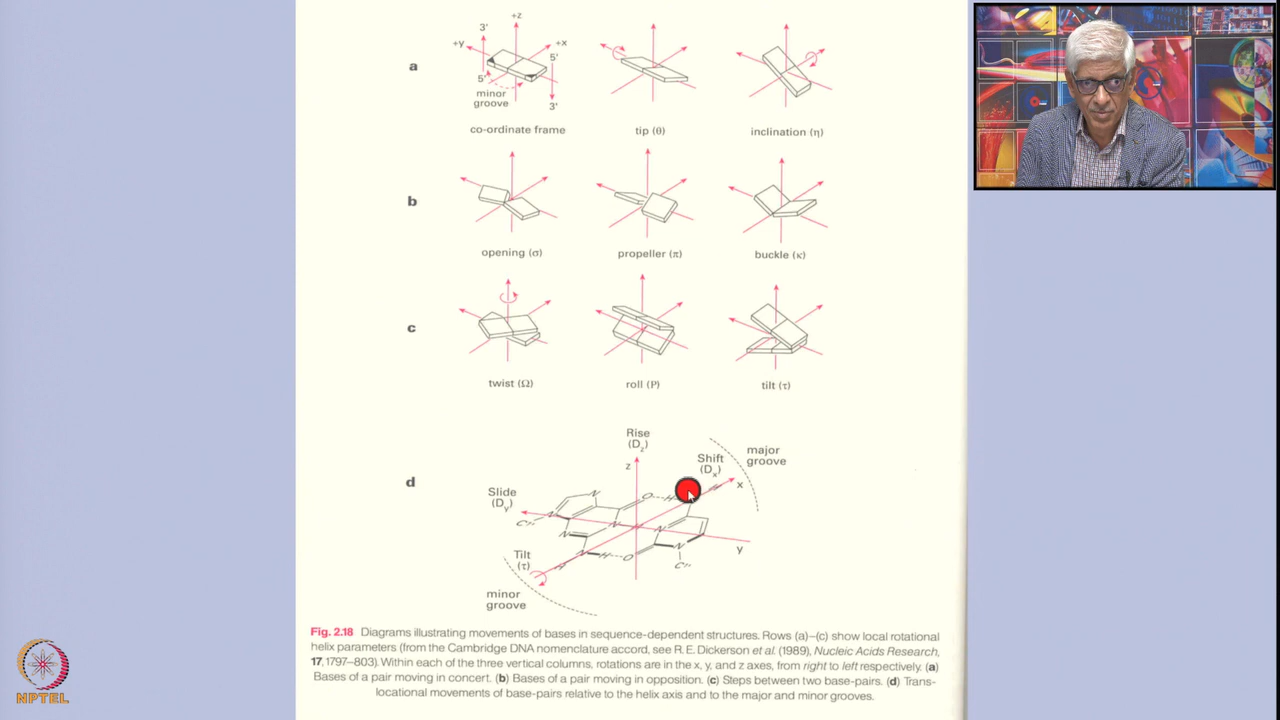 +z
3'
+y
+x
5'
5'
minor
groove
3'
a
co-ordinate frame
tip (θ)
inclination (η)
b
opening (σ)
propeller (π)
buckle (κ)
c
twist (Ω)
roll (P)
tilt (τ)
d
Rise
(Dz)
z
Shift
(Dx)
major
groove
x
Slide
(Dy)
N
O
H
N
N
N
N
N
N
N
H
O
H
y
Tilt
(τ)
minor
groove
Fig. 2.18 Diagrams illustrating movements of bases in sequence-dependent structures. Rows (a)–(c) show local rotational
helix parameters (from the Cambridge DNA nomenclature accord, see R. E. Dickerson et al. (1989), Nucleic Acids Research,
17, 1797–803). Within each of the three vertical columns, rotations are in the x, y, and z axes, from right to left respectively. (a)
Bases of a pair moving in concert. (b) Bases of a pair moving in opposition. (c) Steps between two base-pairs. (d) Trans-
locational movements of base-pairs relative to the helix axis and to the major and minor grooves.
NPTEL